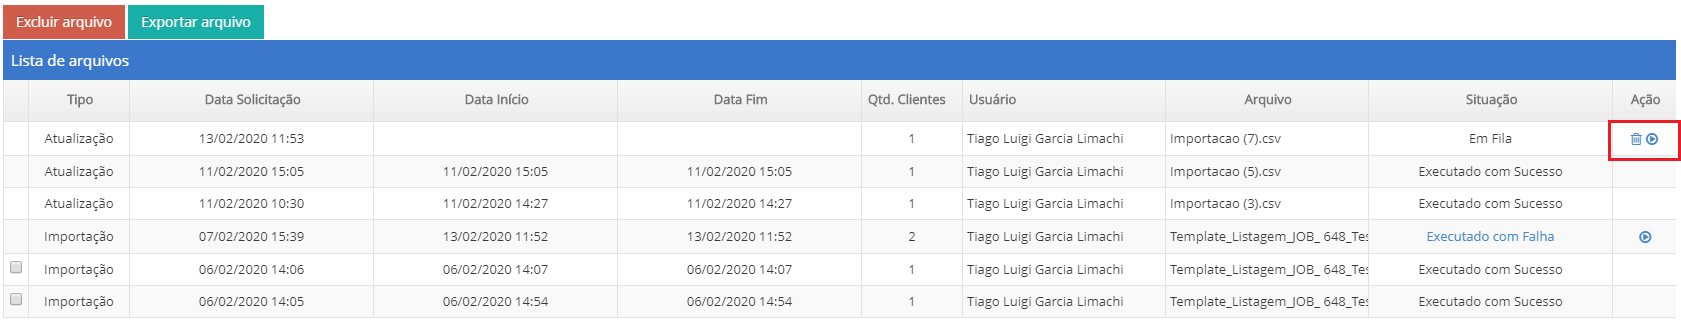 Excluir arquivo Exportar arquivo
Lista de arquivos
Tipo Data Solicitação Data Início Data Fim Qtd. Clientes Usuário Arquivo Situação Ação
Atualização 13/02/2020 11:53 1 Tiago Luigi Garcia Limachi Importacao (7).csv Em Fila
Atualização 11/02/2020 15:05 11/02/2020 15:05 11/02/2020 15:05 1 Tiago Luigi Garcia Limachi Importacao (5).csv Executado com Sucesso
Atualização 11/02/2020 10:30 11/02/2020 14:27 11/02/2020 14:27 1 Tiago Luigi Garcia Limachi Importacao (3).csv Executado com Sucesso
Importação 07/02/2020 15:39 13/02/2020 11:52 13/02/2020 11:52 2 Tiago Luigi Garcia Limachi Template_Listagem_JOB_ 648_Tes Executado com Falha
Importação 06/02/2020 14:06 06/02/2020 14:07 06/02/2020 14:07 1 Tiago Luigi Garcia Limachi Template_Listagem_JOB_ 648_Tes Executado com Sucesso
Importação 06/02/2020 14:05 06/02/2020 14:54 06/02/2020 14:54 1 Tiago Luigi Garcia Limachi Template_Listagem_JOB_ 648_Tes Executado com Sucesso